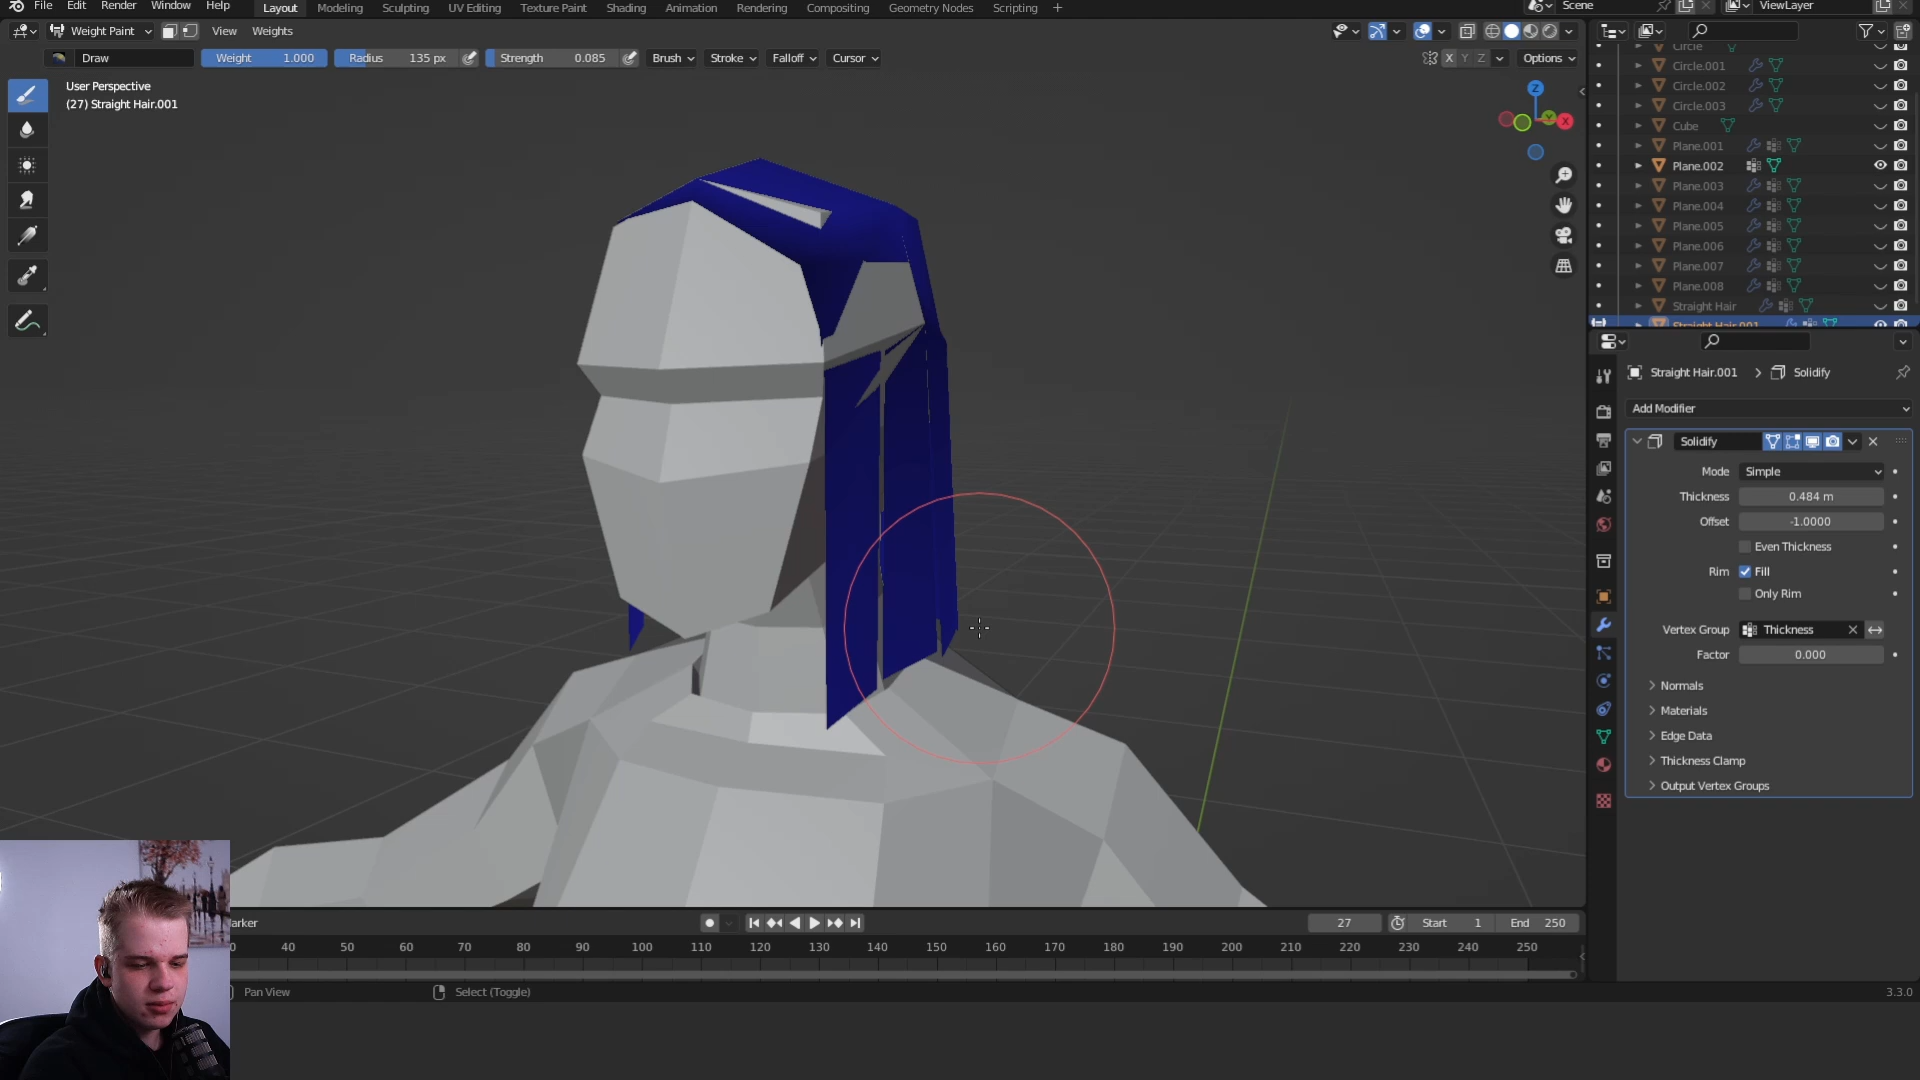 File Edit Render Window Help
Layout Modeling Sculpting UV Editing Texture Paint Shading Animation Rendering Compositing Geometry Nodes Scripting +
Scene
ViewLayer
Weight Paint View Weights
Draw Weight 1.000 Radius 135 px Strength 0.085 Brush Stroke Falloff Cursor
X Y Z Options
User Perspective
(27) Straight Hair.001
Z
Y
X
Circle
Circle.001
Circle.002
Circle.003
Cube
Plane.001
Plane.002
Plane.003
Plane.004
Plane.005
Plane.006
Plane.007
Plane.008
Straight Hair
Straight Hair.001
Straight Hair.001 > Solidify
Add Modifier
Solidify
Mode Simple
Thickness 0.484 m
Offset -1.0000
Even Thickness
Rim Fill
Only Rim
Vertex Group Thickness
Factor 0.000
Normals
Materials
Edge Data
Thickness Clamp
Output Vertex Groups
27 Start 1 End 250
40 50 60 70 80 90 100 110 120 130 140 150 160 170 180 190 200 210 220 230 240 250
Pan View Select (Toggle)
3.3.0